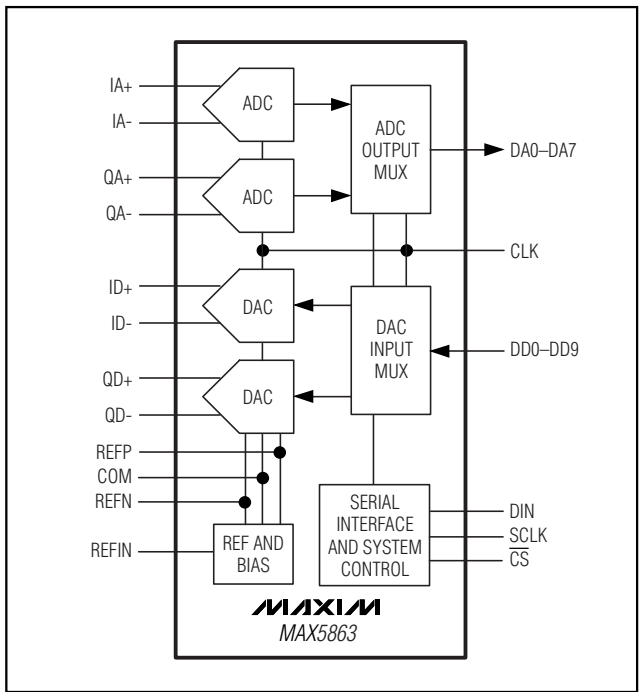 IA+
IA-
QA+
QA-
ID+
ID-
QD+
QD-
REFP
COM
REFN
REFIN
ADC
ADC
DAC
DAC
REF AND
BIAS
ADC
OUTPUT
MUX
DAC
INPUT
MUX
SERIAL
INTERFACE
AND SYSTEM
CONTROL
DA0–DA7
CLK
DD0–DD9
DIN
SCLK
CS
MAXIM
MAX5863